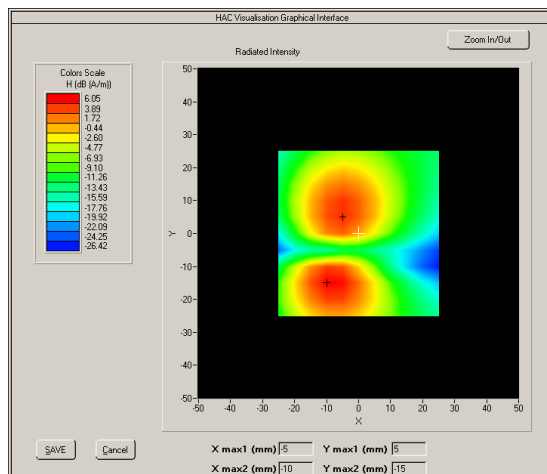 HAC Visualisation Graphical Interface
Zoom In/Out
Radiated Intensity
Colors Scale
H (dB (A/m))
6.05
3.89
1.72
-0.44
-2.60
-4.77
-6.93
-9.10
-11.26
-13.43
-15.59
-17.76
-19.92
-22.09
-24.25
-26.42
50
40
30
20
10
Y
0
-10
-20
-30
-40
-50
-50 -40 -30 -20 -10 0 10 20 30 40 50
X
SAVE Cancel
X max1 (mm) -5 Y max1 (mm) 5
X max2 (mm) -10 Y max2 (mm) -15